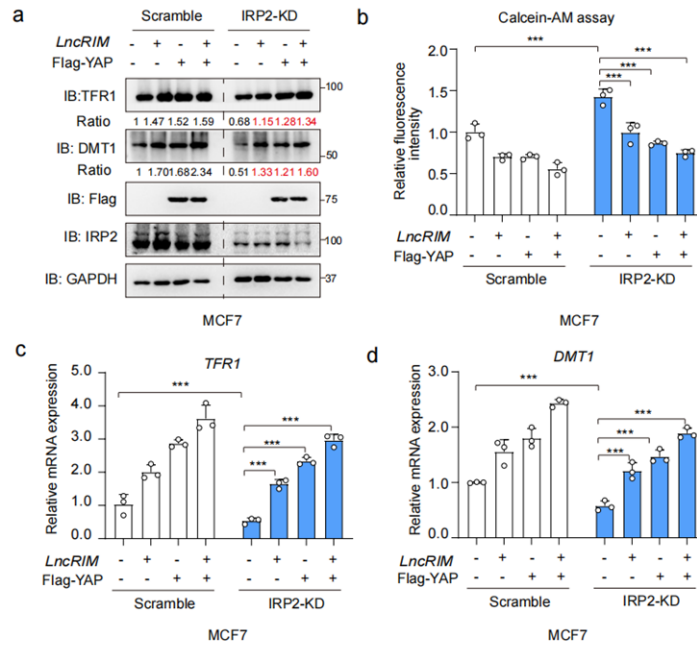 a
Scramble IRP2-KD
LncRIM - + - + - + - +
Flag-YAP - - + + - - + +
IB:TFR1 100
Ratio 1 1.47 1.52 1.59 0.68 1.15 1.28 1.34
IB: DMT1 50
Ratio 1 1.70 1.68 2.34 0.51 1.33 1.21 1.60
IB: Flag 75
IB: IRP2 100
IB: GAPDH 37
MCF7
b
Calcein-AM assay
Relative fluorescence
intensity
2.0
1.5
1.0
0.5
0.0
***
***
***
***
LncRIM - + - + - + - +
Flag-YAP - - + + - - + +
Scramble IRP2-KD
MCF7
c
TFR1
Relative mRNA expression
5.0
4.0
3.0
2.0
1.0
0.0
***
***
***
***
LncRIM - + - + - + - +
Flag-YAP - - + + - - + +
Scramble IRP2-KD
MCF7
d
DMT1
Relative mRNA expression
3.0
2.0
1.0
0.0
***
***
***
***
LncRIM - + - + - + - +
Flag-YAP - - + + - - + +
Scramble IRP2-KD
MCF7